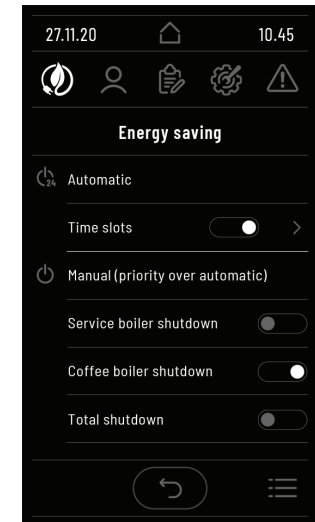 27.11.20 10.45
Energy saving
24
Automatic
Time slots
Manual (priority over automatic)
Service boiler shutdown
Coffee boiler shutdown
Total shutdown